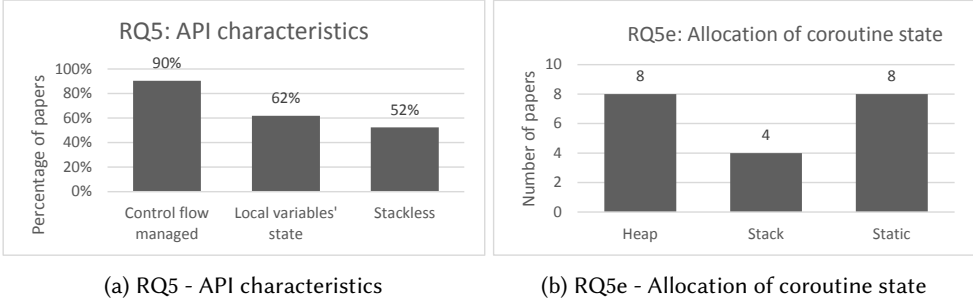 RQ5: API characteristics
Percentage of papers
100%
80%
60%
40%
20%
0%
90%
62%
52%
Control flow
managed
Local variables'
state
Stackless
(a) RQ5 - API characteristics
RQ5e: Allocation of coroutine state
Number of papers
10
8
6
4
2
0
8
4
8
Heap
Stack
Static
(b) RQ5e - Allocation of coroutine state